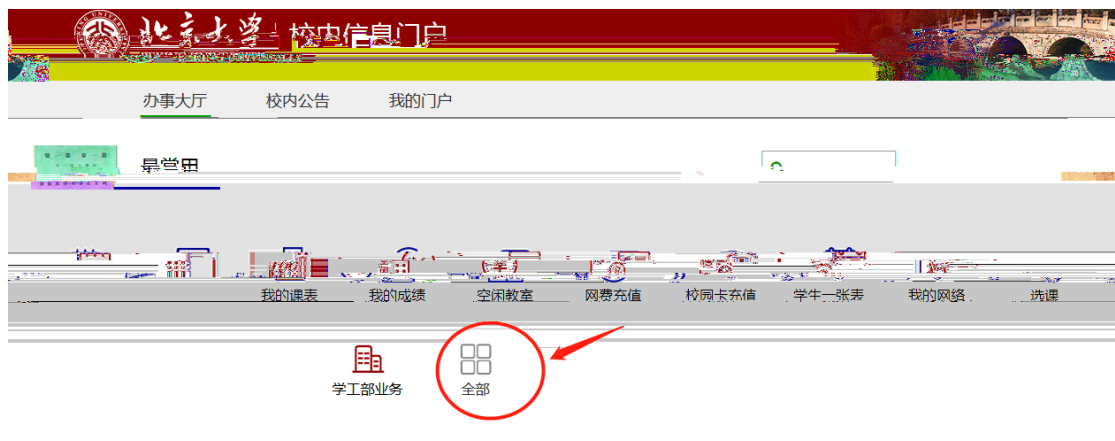 北京大学 校内信息门户
办事大厅 校内公告 我的门户
最常用
我的课表 我的成绩 空闲教室 网费充值 校园卡充值 学生一张表 我的网络 选课
学工部业务 全部